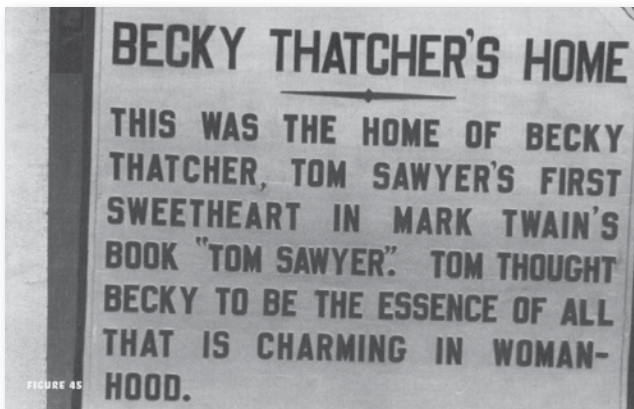 BECKY THATCHER'S HOME
THIS WAS THE HOME OF BECKY
THATCHER, TOM SAWYER'S FIRST
SWEETHEART IN MARK TWAIN'S
BOOK "TOM SAWYER". TOM THOUGHT
BECKY TO BE THE ESSENCE OF ALL
THAT IS CHARMING IN WOMAN-
HOOD.
FIGURE 45